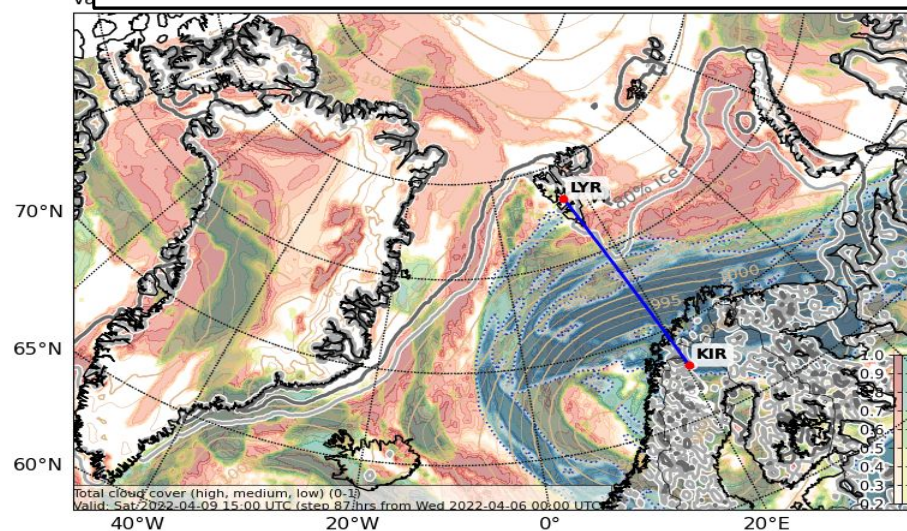 70°N
65°N
60°N
40°W
20°W
0°
20°E
LYR
80% ice
1000
995
KIR
1.0
0.9
0.8
0.7
0.6
0.5
0.4
0.3
0.2
Total cloud cover (high, medium, low) (0-1)
Valid: Sat 2022-04-09 15:00 UTC (step 87 hrs from Wed 2022-04-06 00:00 UTC